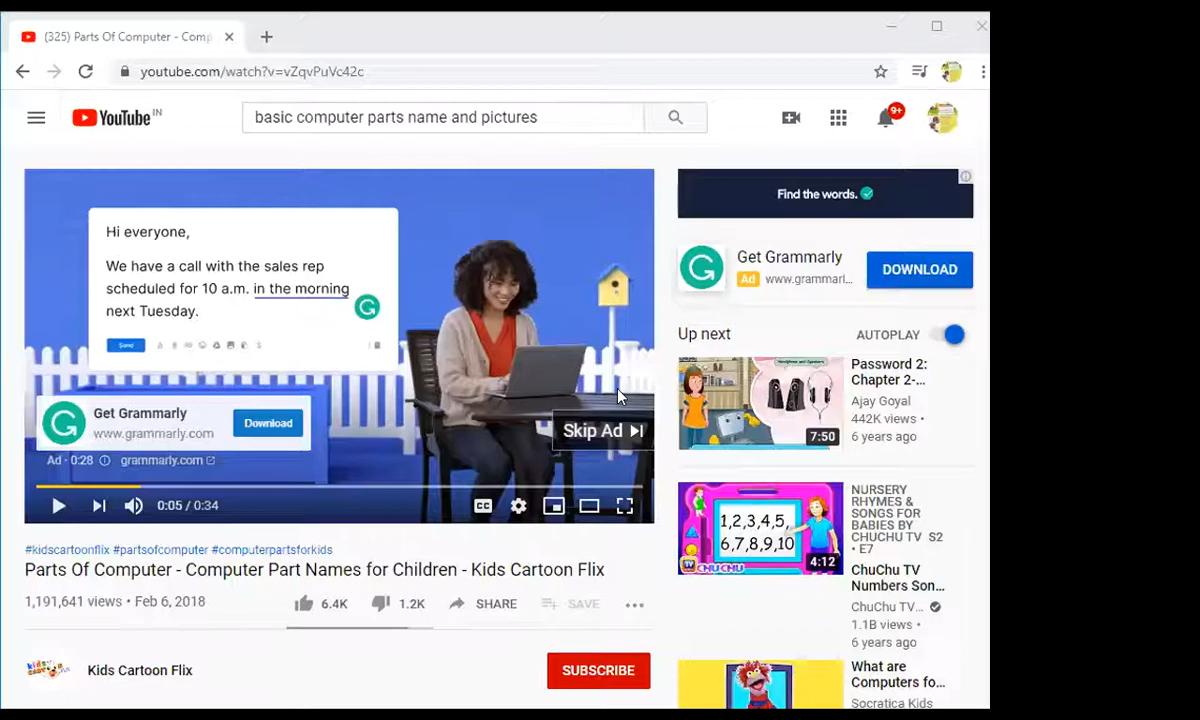 (325) Parts Of Computer - Comp
youtube.com/watch?v=vZqvPuVc42c
YouTube IN
basic computer parts name and pictures
9+
Hi everyone,
We have a call with the sales rep
scheduled for 10 a.m. in the morning
next Tuesday.
Send
Get Grammarly
www.grammarly.com
Download
Skip Ad
Ad · 0:28 grammarly.com
0:05 / 0:34
CC
#kidscartoonflix #partsofcomputer #computerpartsforkids
Parts Of Computer - Computer Part Names for Children - Kids Cartoon Flix
1,191,641 views • Feb 6, 2018
6.4K 1.2K SHARE SAVE
Kids Cartoon Flix
SUBSCRIBE
Find the words.
Get Grammarly
Ad www.grammarl...
DOWNLOAD
Up next
AUTOPLAY
Headphone and Speakers
7:50
Password 2:
Chapter 2-...
Ajay Goyal
442K views •
6 years ago
1,2,3,4,5,
6,7,8,9,10
CHUCHU
4:12
NURSERY
RHYMES &
SONGS FOR
BABIES BY
CHUCHU TV S2
• E7
ChuChu TV
Numbers Son...
ChuChu TV...
1.1B views •
6 years ago
What are
Computers fo...
Socratica Kids